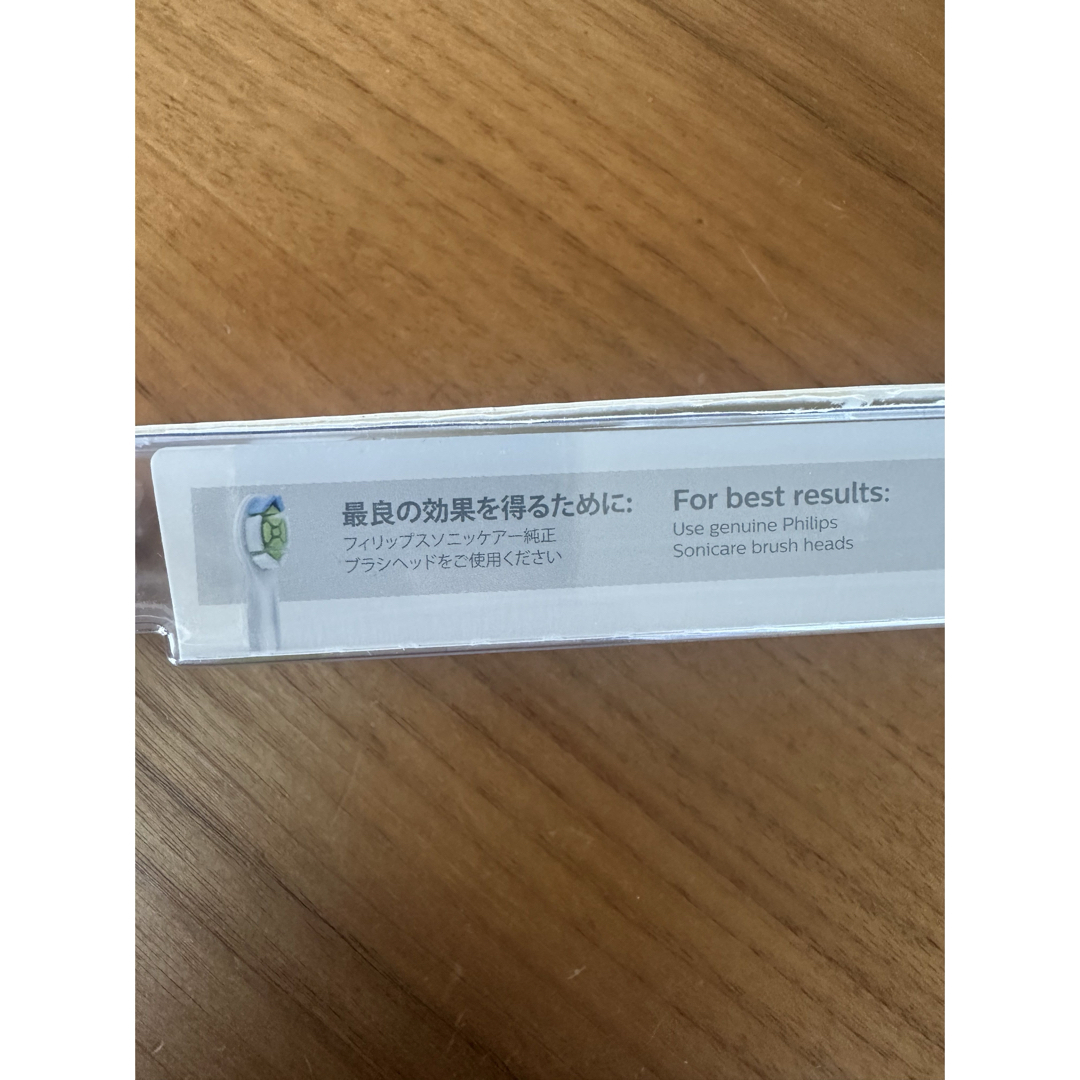 最良の効果を得るために:
フィリップスソニッケアー純正
ブラシヘッドをご使用ください
For best results:
Use genuine Philips
Sonicare brush heads